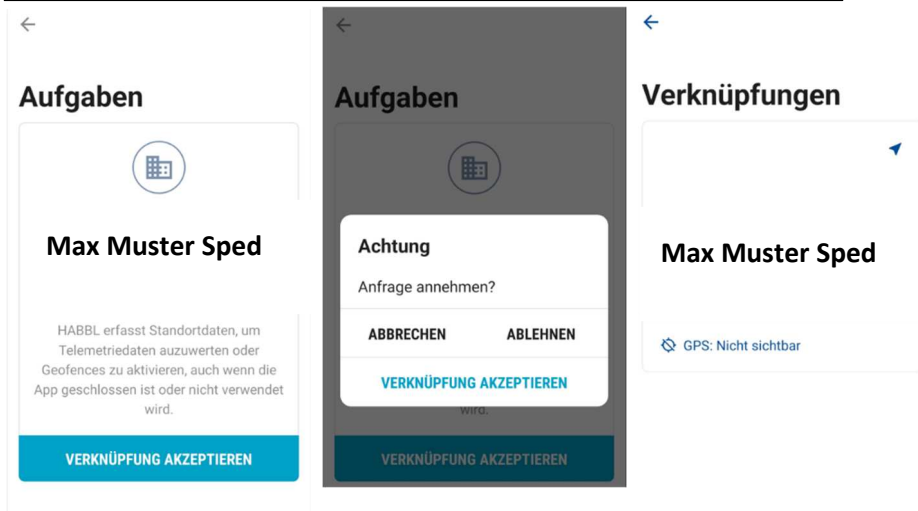 Aufgaben
Max Muster Sped
HABBL erfasst Standortdaten, um
Telemetriedaten auzuwerten oder
Geofences zu aktivieren, auch wenn die
App geschlossen ist oder nicht verwendet
wird.
VERKNÜPFUNG AKZEPTIEREN
Aufgaben
Achtung
Anfrage annehmen?
ABBRECHEN
ABLEHNEN
VERKNÜPFUNG AKZEPTIEREN
wird.
VERKNÜPFUNG AKZEPTIEREN
Verknüpfungen
Max Muster Sped
GPS: Nicht sichtbar